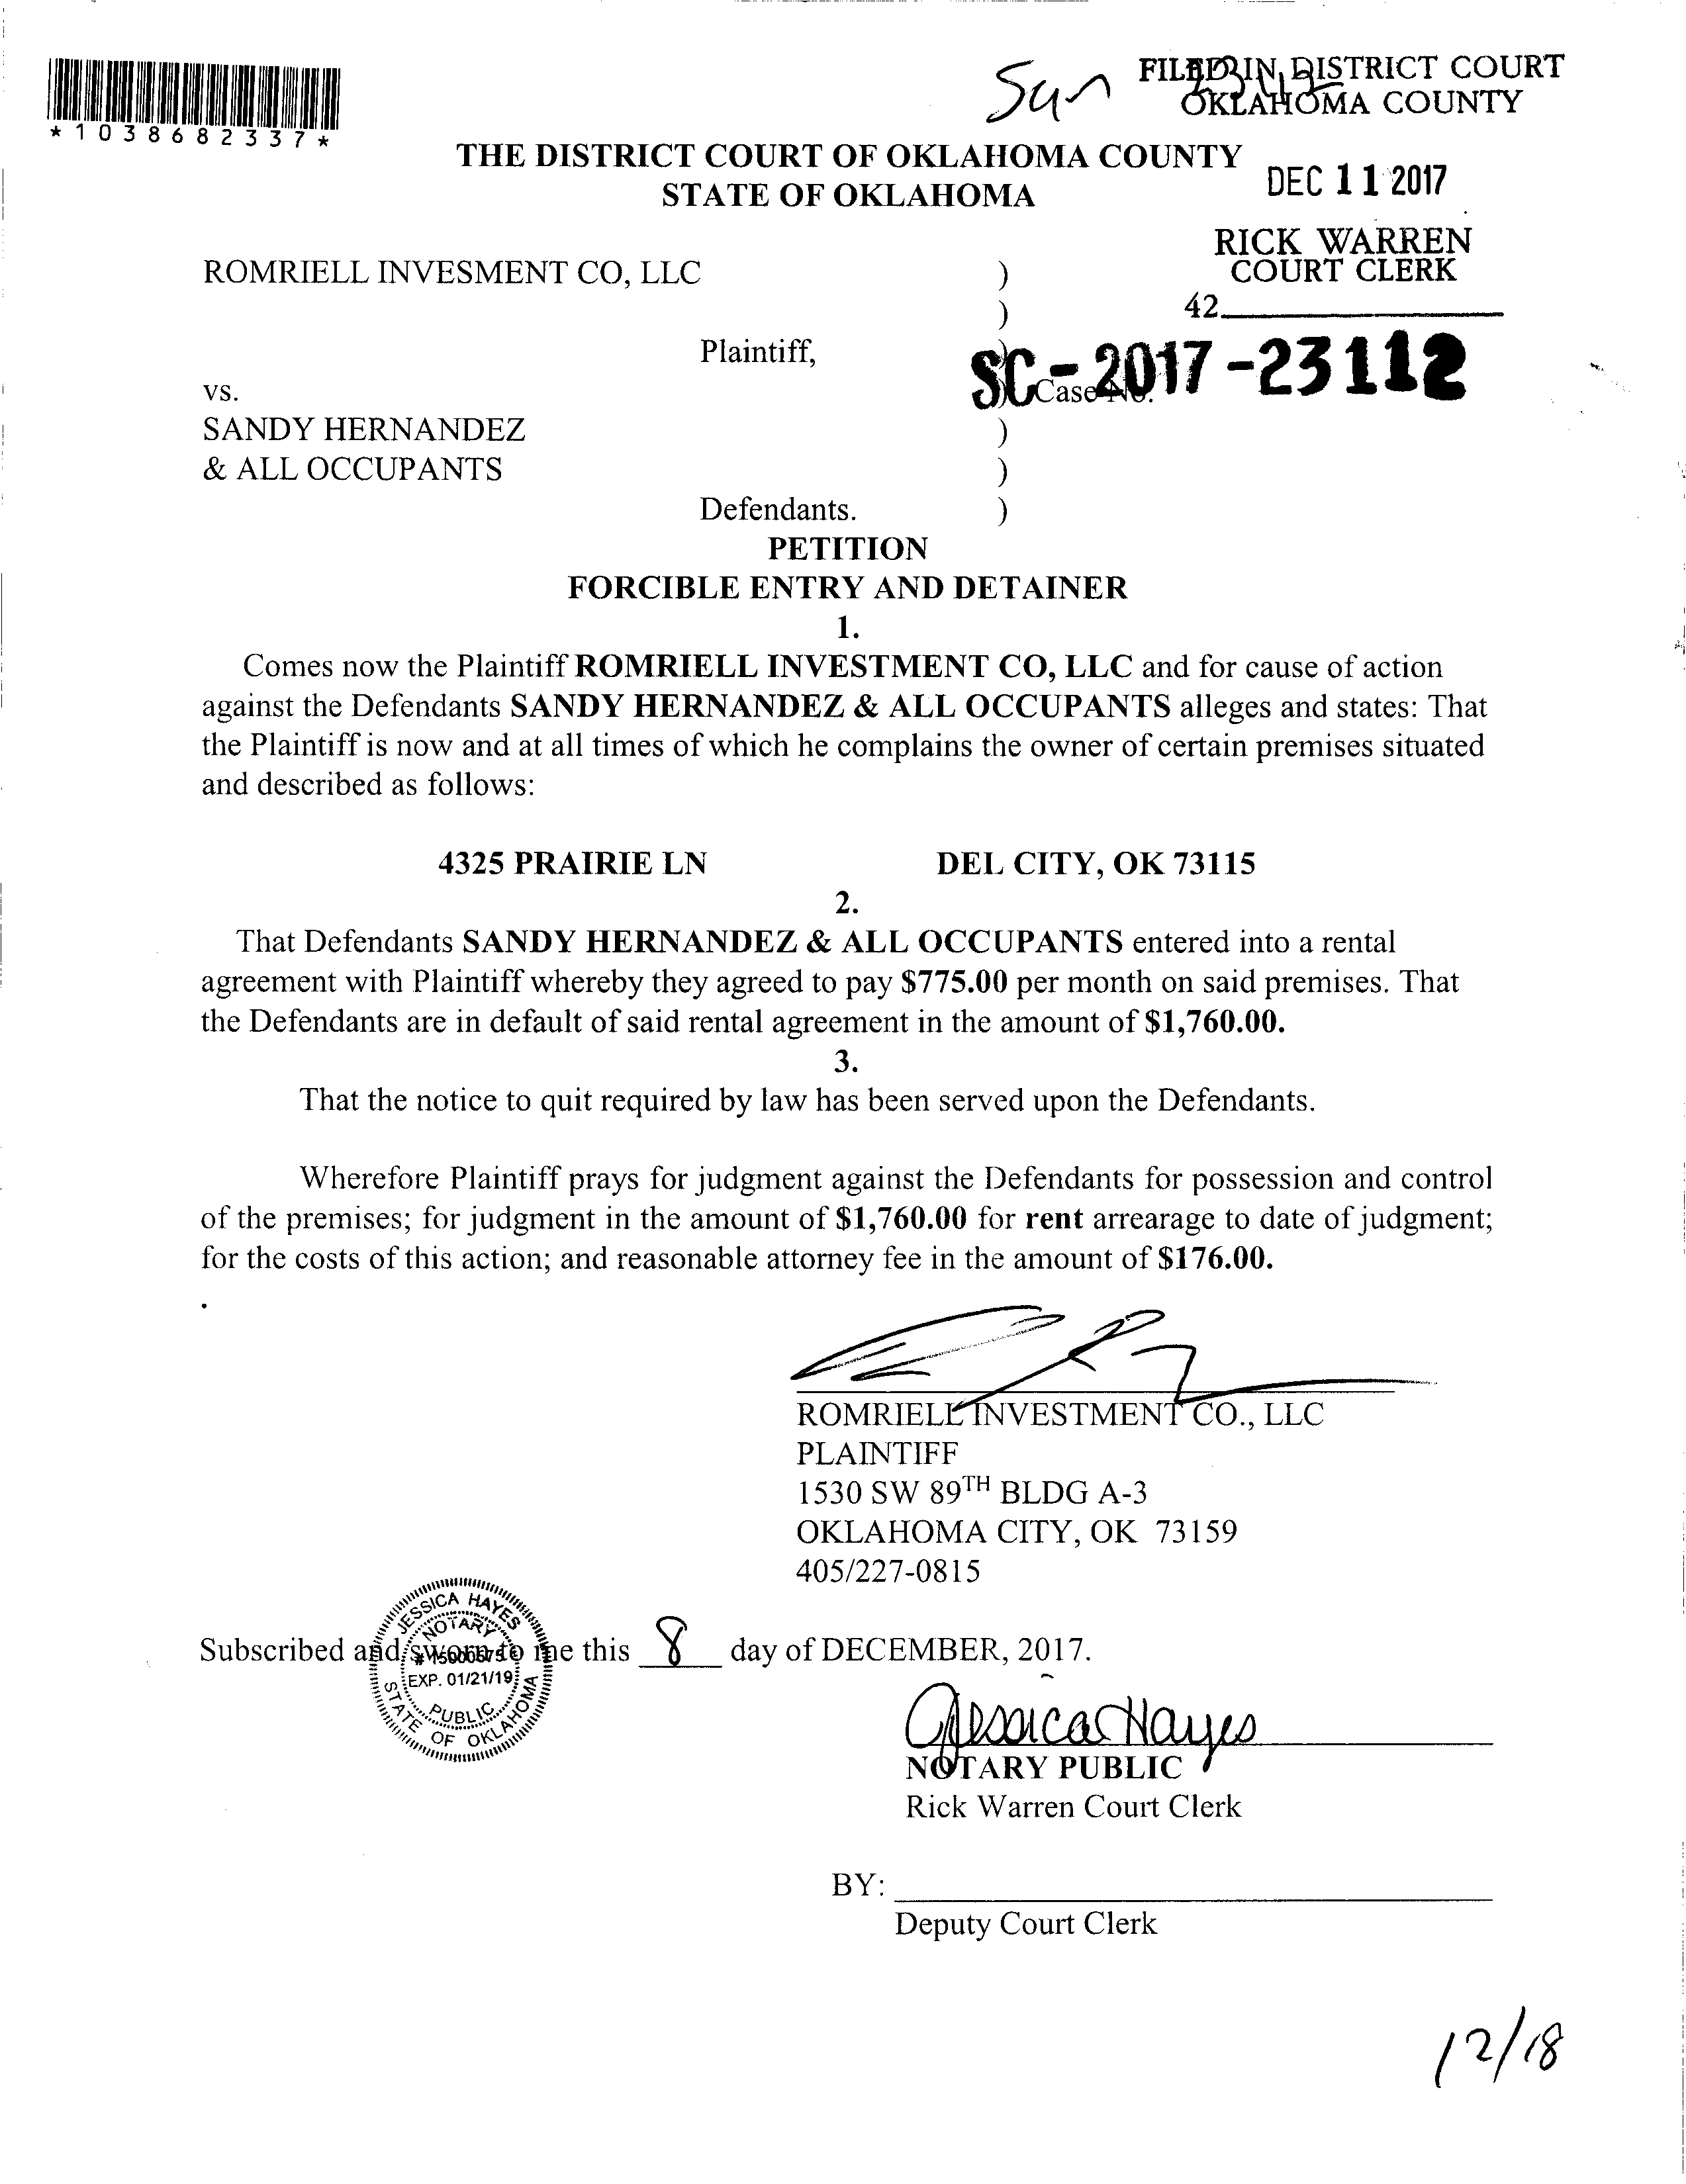 *1038682337*
FILED IN DISTRICT COURT
OKLAHOMA COUNTY
THE DISTRICT COURT OF OKLAHOMA COUNTY
STATE OF OKLAHOMA
DEC 11 2017
RICK WARREN
COURT CLERK
42
ROMRIELL INVESMENT CO, LLC )
)
Plaintiff, )
SC-2017-23112
vs. ) Case No.
SANDY HERNANDEZ )
& ALL OCCUPANTS )
Defendants. )
PETITION
FORCIBLE ENTRY AND DETAINER
1.
Comes now the Plaintiff ROMRIELL INVESTMENT CO, LLC and for cause of action
against the Defendants SANDY HERNANDEZ & ALL OCCUPANTS alleges and states: That
the Plaintiff is now and at all times of which he complains the owner of certain premises situated
and described as follows:
4325 PRAIRIE LN DEL CITY, OK 73115
2.
That Defendants SANDY HERNANDEZ & ALL OCCUPANTS entered into a rental
agreement with Plaintiff whereby they agreed to pay $775.00 per month on said premises. That
the Defendants are in default of said rental agreement in the amount of $1,760.00.
3.
That the notice to quit required by law has been served upon the Defendants.
Wherefore Plaintiff prays for judgment against the Defendants for possession and control
of the premises; for judgment in the amount of $1,760.00 for rent arrearage to date of judgment;
for the costs of this action; and reasonable attorney fee in the amount of $176.00.
.
ROMRIELL INVESTMENT CO., LLC
PLAINTIFF
1530 SW 89TH BLDG A-3
OKLAHOMA CITY, OK 73159
405/227-0815
Subscribed and sworn to me this 8 day of DECEMBER, 2017.
JESSICA HAYES
NOTARY
EXP. 01/21/19
PUBLIC
STATE OF OKLAHOMA
Jessica Hayes
NOTARY PUBLIC
Rick Warren Court Clerk
BY:
Deputy Court Clerk
12/18